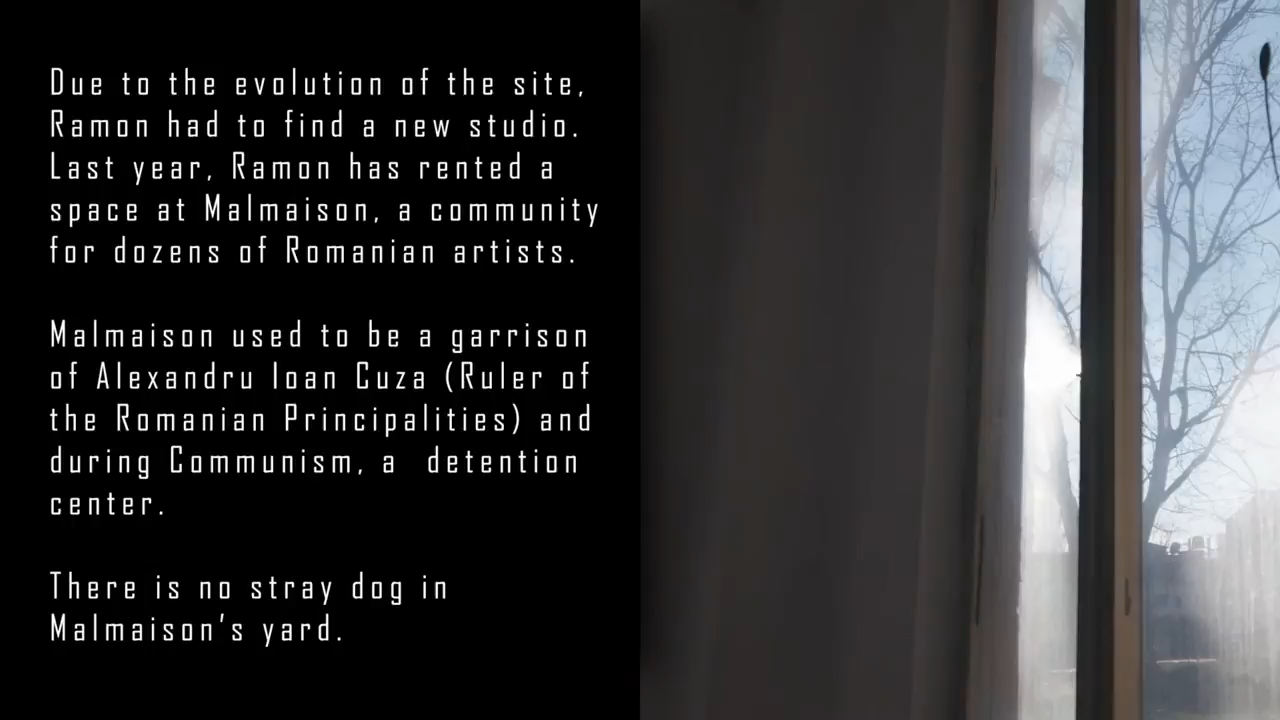 Due to the evolution of the site,
Ramon had to find a new studio.
Last year, Ramon has rented a
space at Malmaison, a community
for dozens of Romanian artists.
Malmaison used to be a garrison
of Alexandru Ioan Cuza (Ruler of
the Romanian Principalities) and
during Communism, a  detention
center.
There is no stray dog in
Malmaison's yard.